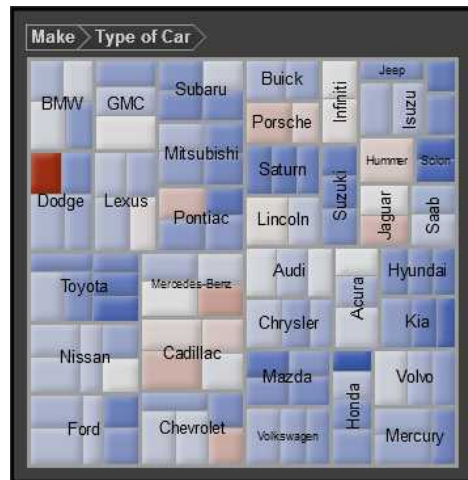 Make Type of Car
BMW
GMC
Subaru
Buick
Infiniti
Jeep
Isuzu
Porsche
Mitsubishi
Saturn
Suzuki
Hummer
Scion
Dodge
Lexus
Pontiac
Lincoln
Jaguar
Saab
Toyota
Mercedes-Benz
Audi
Acura
Hyundai
Nissan
Cadillac
Chrysler
Kia
Mazda
Honda
Volvo
Ford
Chevrolet
Volkswagen
Mercury